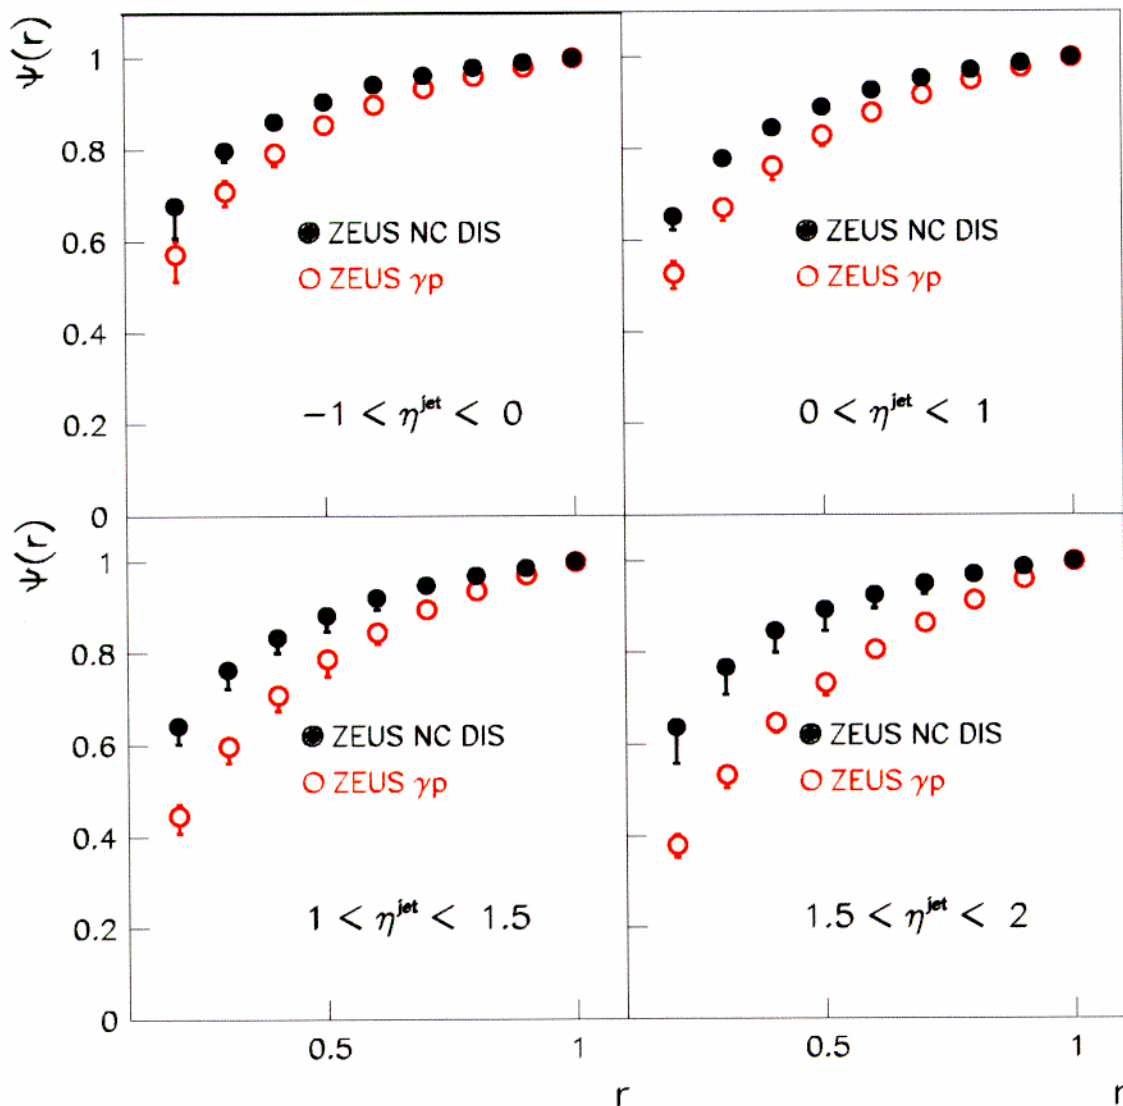 ψ(r)
1
0.8
0.6
0.4
0.2
0
● ZEUS NC DIS
○ ZEUS γp
−1 < η^jet < 0
● ZEUS NC DIS
○ ZEUS γp
0 < η^jet < 1
ψ(r)
1
0.8
0.6
0.4
0.2
0
● ZEUS NC DIS
○ ZEUS γp
1 < η^jet < 1.5
● ZEUS NC DIS
○ ZEUS γp
1.5 < η^jet < 2
0.5 1
0.5 1
r
r